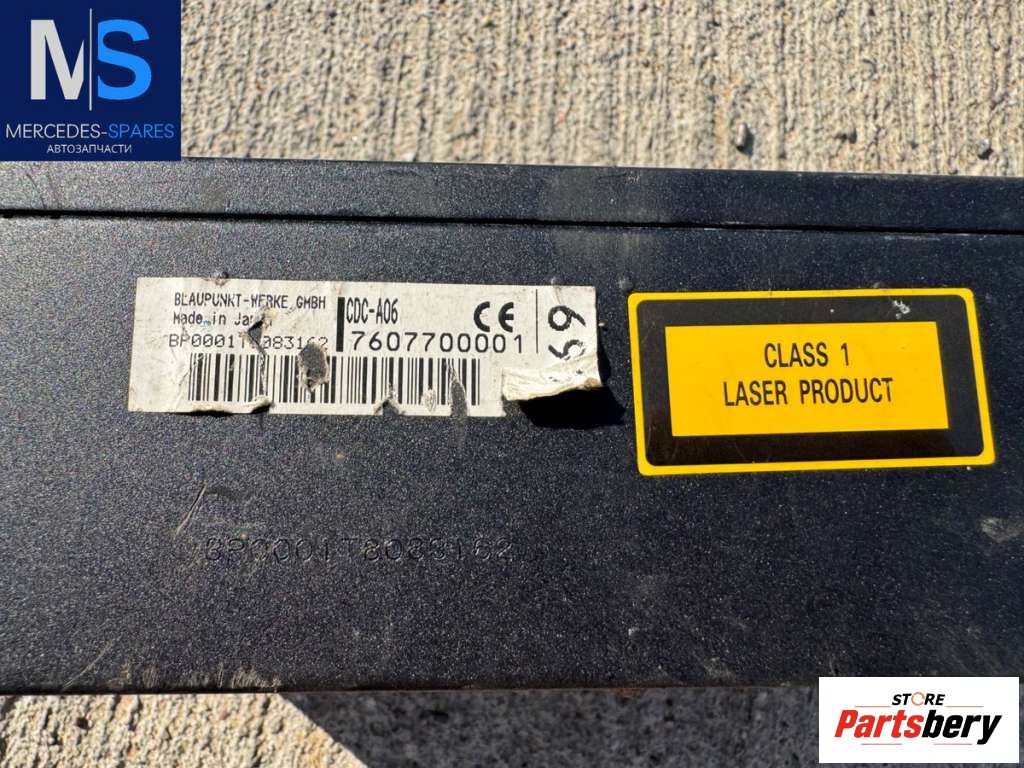 MS
MERCEDES-SPARES
АВТОЗАПЧАСТИ
BLAUPUNKT-WERKE GMBH
Made in
CDC-A06
CE
7607700001
59
CLASS 1
LASER PRODUCT
BP0001T8083162
STORE
Partsbery